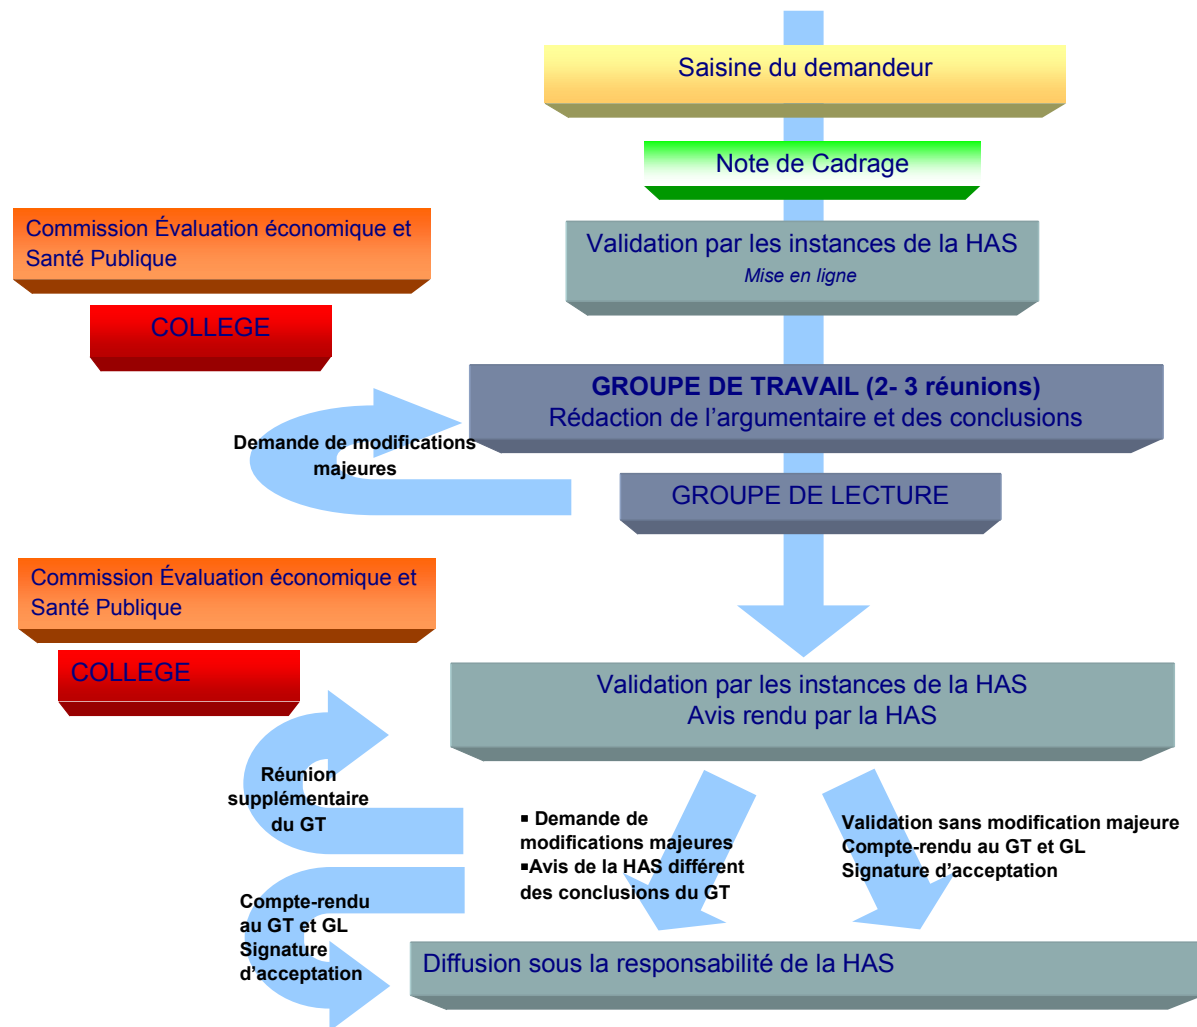 Saisine du demandeur
Note de Cadrage
Commission Évaluation économique et
Santé Publique
COLLEGE
Validation par les instances de la HAS
Mise en ligne
GROUPE DE TRAVAIL (2- 3 réunions)
Rédaction de l'argumentaire et des conclusions
Demande de modifications
majeures
GROUPE DE LECTURE
Commission Évaluation économique et
Santé Publique
COLLEGE
Validation par les instances de la HAS
Avis rendu par la HAS
Réunion
supplémentaire
du GT
▪ Demande de
modifications majeures
▪Avis de la HAS différent
des conclusions du GT
Validation sans modification majeure
Compte-rendu au GT et GL
Signature d'acceptation
Compte-rendu
au GT et GL
Signature
d'acceptation
Diffusion sous la responsabilité de la HAS